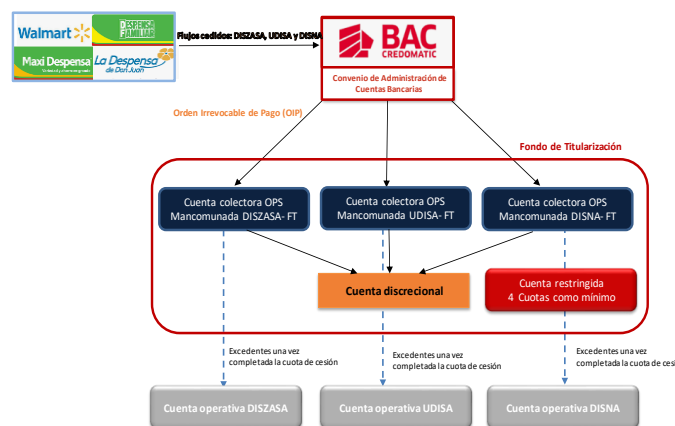 Walmart
DESPENSA
FAMILIAR
Maxi Despensa
La Despensa
de Don Juan
Flujos cedidos: DISZASA, UDISA y DISNA
BAC
CREDOMATIC
Convenio de Administración de
Cuentas Bancarias
Orden Irrevocable de Pago (OIP)
Fondo de Titularización
Cuenta colectora OPS
Mancomunada DISZASA- FT
Cuenta colectora OPS
Mancomunada UDISA- FT
Cuenta colectora OPS
Mancomunada DISNA- FT
Cuenta discrecional
Cuenta restringida
4 Cuotas como mínimo
Excedentes una vez
completada la cuota de cesión
Excedentes una vez
completada la cuota de cesión
Excedentes una vez
completada la cuota de cesi
Cuenta operativa DISZASA
Cuenta operativa UDISA
Cuenta operativa DISNA